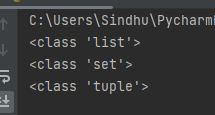 C:\Users\Sindhu\Pycharm
<class 'list'>
<class 'set'>
<class 'tuple'>